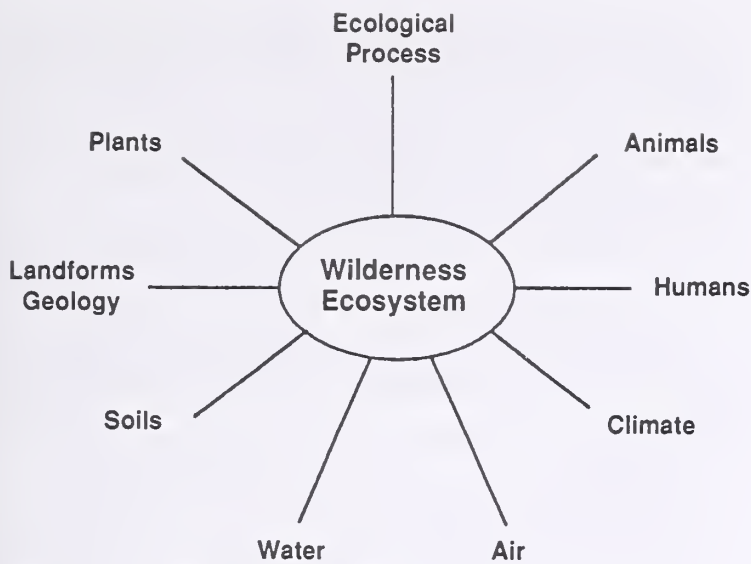 Ecological
Process
Plants
Animals
Landforms
Geology
Wilderness
Ecosystem
Humans
Soils
Climate
Water
Air